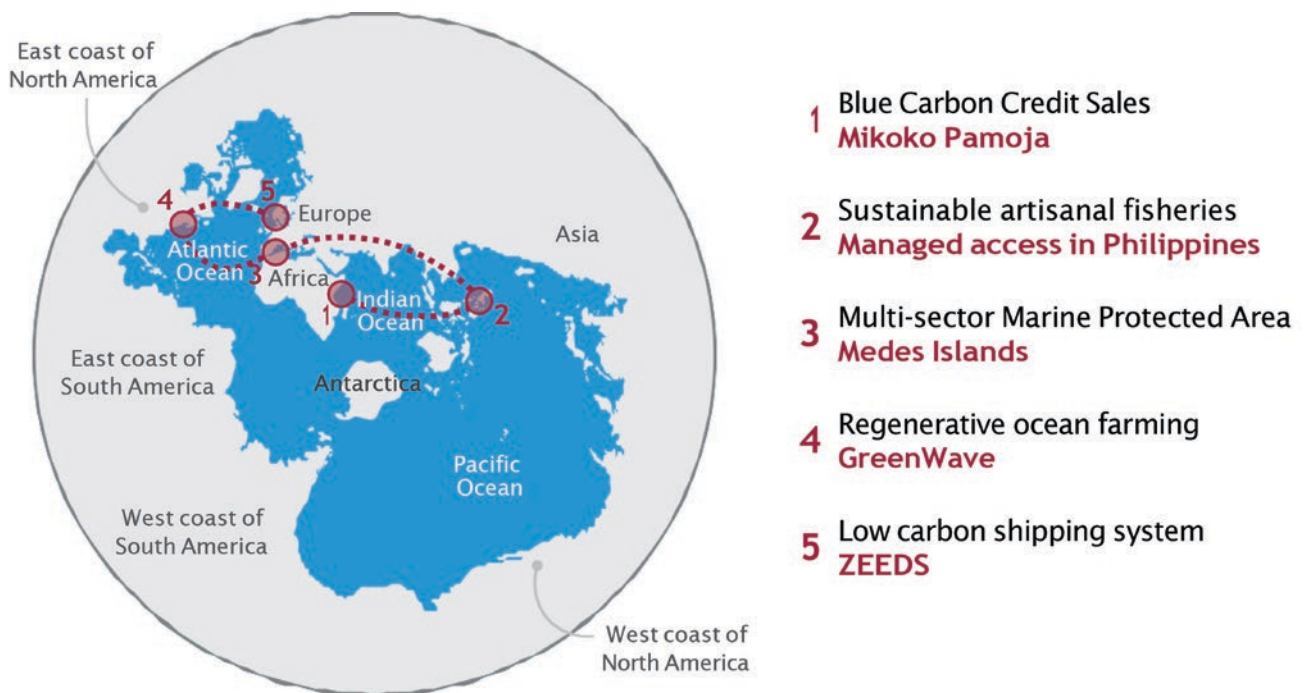 East coast of
North America
4
5
Europe
Asia
Atlantic
Ocean
3
Africa
1
Indian
Ocean
2
East coast of
South America
Antarctica
Pacific
Ocean
West coast of
South America
West coast of
North America
1 Blue Carbon Credit Sales
Mikoko Pamoja
2 Sustainable artisanal fisheries
Managed access in Philippines
3 Multi-sector Marine Protected Area
Medes Islands
4 Regenerative ocean farming
GreenWave
5 Low carbon shipping system
ZEEDS